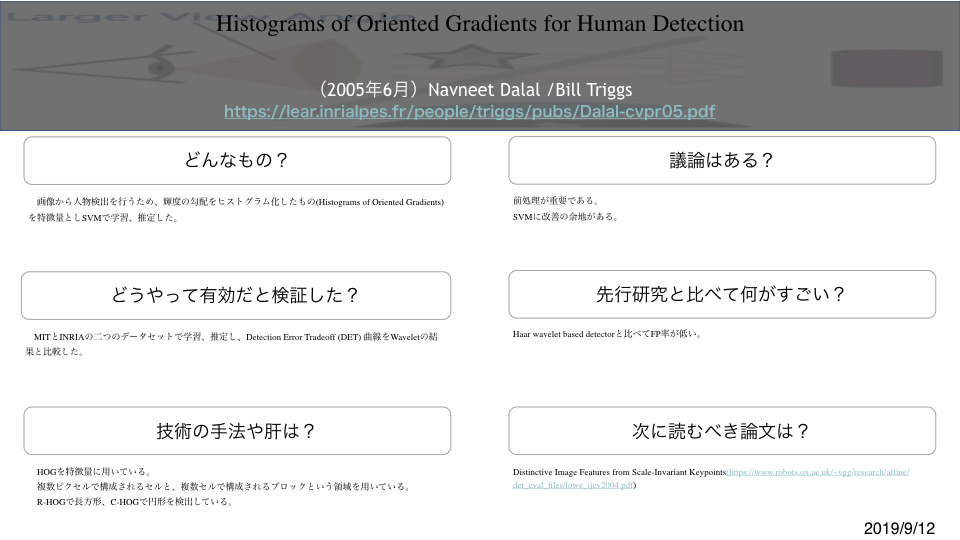 Larger View Article
Histograms of Oriented Gradients for Human Detection
（2005年6月）Navneet Dalal /Bill Triggs
https://lear.inrialpes.fr/people/triggs/pubs/Dalal-cvpr05.pdf
どんなもの？
画像から人物検出を行うため、輝度の勾配をヒストグラム化したもの(Histograms of Oriented Gradients)
を特徴量としSVMで学習、推定した。
議論はある？
前処理が重要である。
SVMに改善の余地がある。
どうやって有効だと検証した？
MITとINRIAの二つのデータセットで学習、推定し、Detection Error Tradeoff (DET) 曲線をWaveletの結
果と比較した。
先行研究と比べて何がすごい？
Haar wavelet based detectorと比べてFP率が低い。
技術の手法や肝は？
HOGを特徴量に用いている。
複数ピクセルで構成されるセルと、複数セルで構成されるブロックという領域を用いている。
R-HOGで長方形、C-HOGで円形を検出している。
次に読むべき論文は？
Distinctive Image Features from Scale-Invariant Keypoints(https://www.robots.ox.ac.uk/~vgg/research/affine/
det_eval_files/lowe_ijcv2004.pdf)
2019/9/12